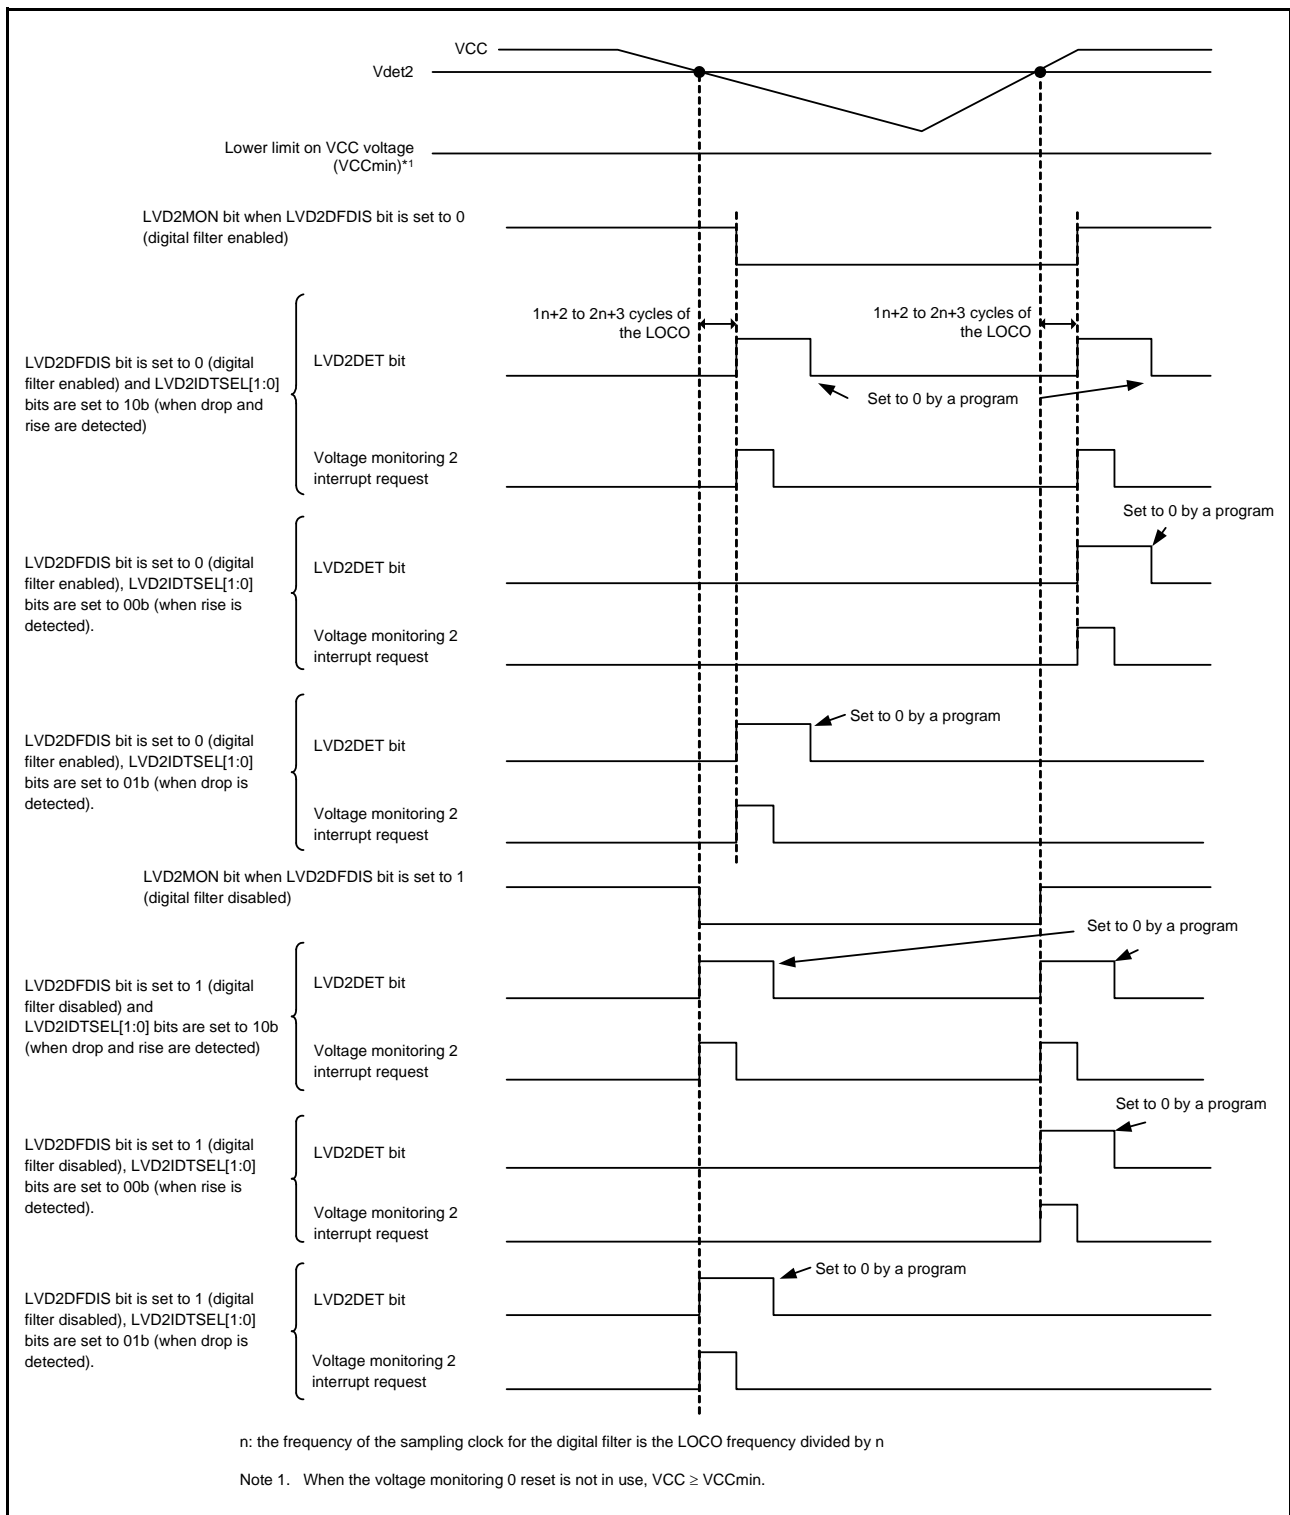 VCC
Vdet2
Lower limit on VCC voltage
(VCCmin)*1
LVD2MON bit when LVD2DFDIS bit is set to 0
(digital filter enabled)
1n+2 to 2n+3 cycles of
the LOCO
1n+2 to 2n+3 cycles of
the LOCO
LVD2DFDIS bit is set to 0 (digital
filter enabled) and LVD2IDTSEL[1:0]
bits are set to 10b (when drop and
rise are detected)
LVD2DET bit
Set to 0 by a program
Voltage monitoring 2
interrupt request
Set to 0 by a program
LVD2DFDIS bit is set to 0 (digital
filter enabled), LVD2IDTSEL[1:0]
bits are set to 00b (when rise is
detected).
LVD2DET bit
Voltage monitoring 2
interrupt request
Set to 0 by a program
LVD2DFDIS bit is set to 0 (digital
filter enabled), LVD2IDTSEL[1:0]
bits are set to 01b (when drop is
detected).
LVD2DET bit
Voltage monitoring 2
interrupt request
LVD2MON bit when LVD2DFDIS bit is set to 1
(digital filter disabled)
Set to 0 by a program
LVD2DFDIS bit is set to 1 (digital
filter disabled) and
LVD2IDTSEL[1:0] bits are set to 10b
(when drop and rise are detected)
LVD2DET bit
Voltage monitoring 2
interrupt request
Set to 0 by a program
LVD2DFDIS bit is set to 1 (digital
filter disabled), LVD2IDTSEL[1:0]
bits are set to 00b (when rise is
detected).
LVD2DET bit
Voltage monitoring 2
interrupt request
Set to 0 by a program
LVD2DFDIS bit is set to 1 (digital
filter disabled), LVD2IDTSEL[1:0]
bits are set to 01b (when drop is
detected).
LVD2DET bit
Voltage monitoring 2
interrupt request
n: the frequency of the sampling clock for the digital filter is the LOCO frequency divided by n
Note 1. When the voltage monitoring 0 reset is not in use, VCC ≥ VCCmin.